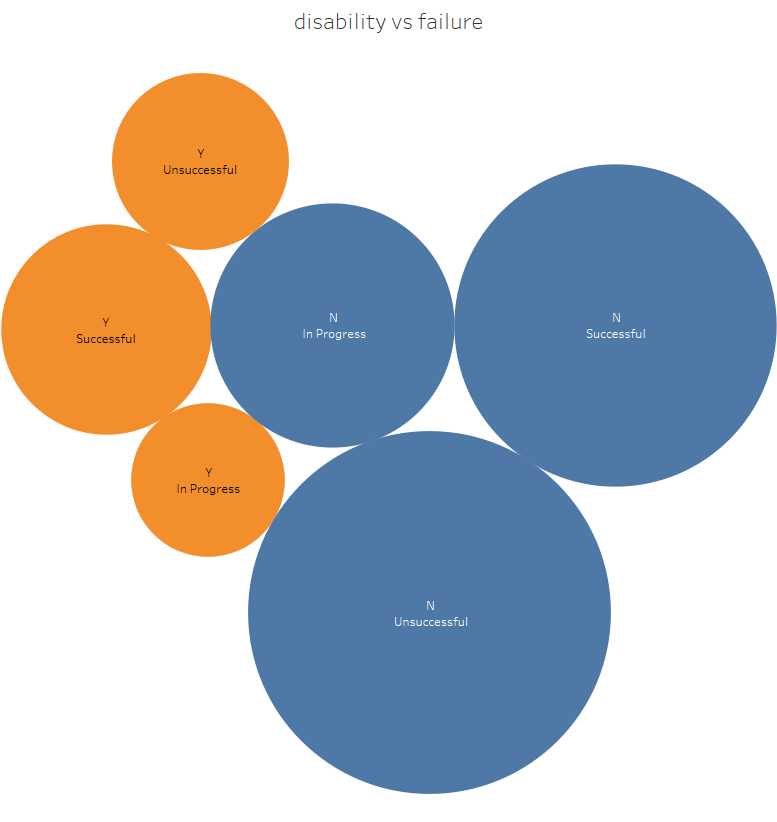 disability vs failure
Y
Unsuccessful
Y
Successful
N
In Progress
N
Successful
Y
In Progress
N
Unsuccessful